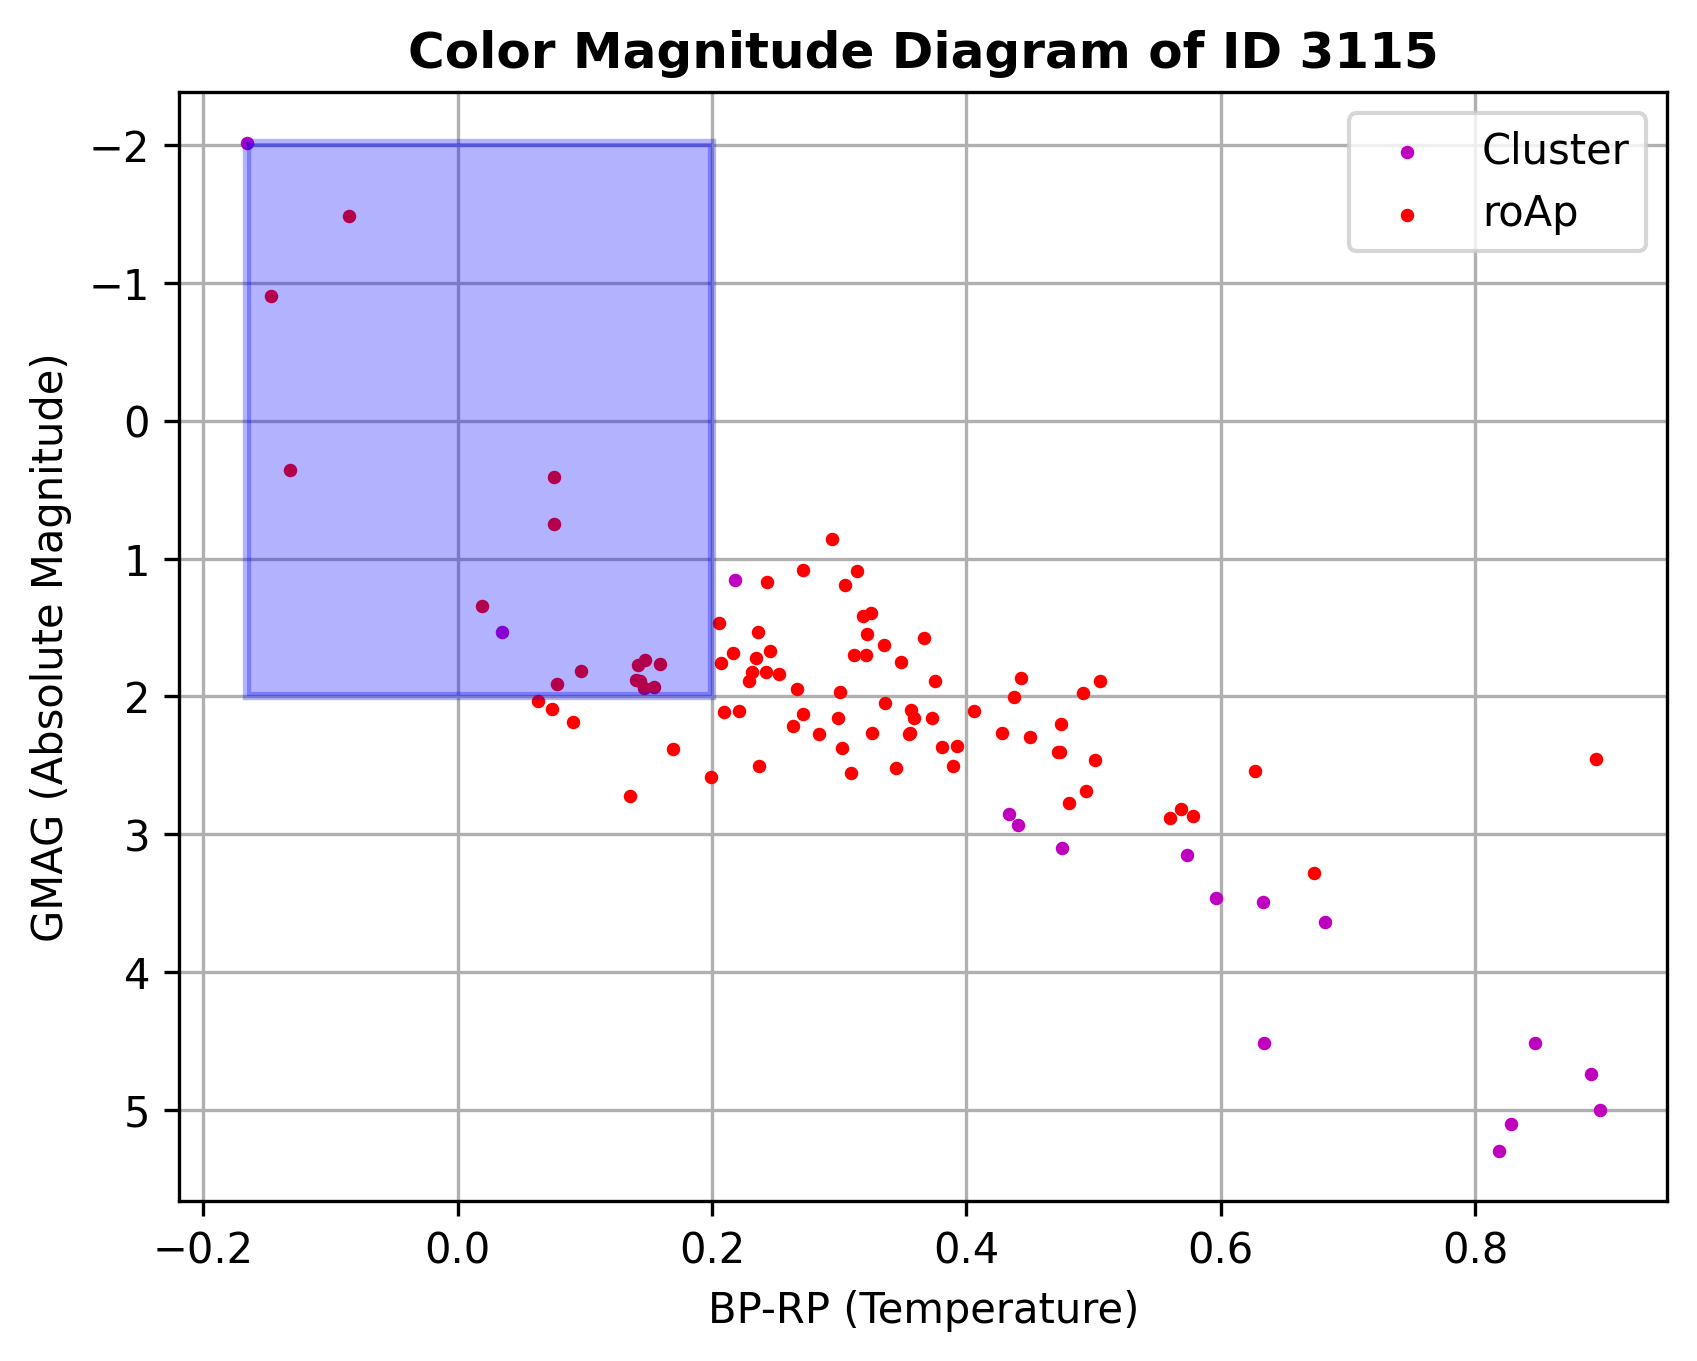 Color Magnitude Diagram of ID 3115
Cluster
roAp
GMAG (Absolute Magnitude)
−2
−1
0
1
2
3
4
5
−0.2 0.0 0.2 0.4 0.6 0.8
BP-RP (Temperature)